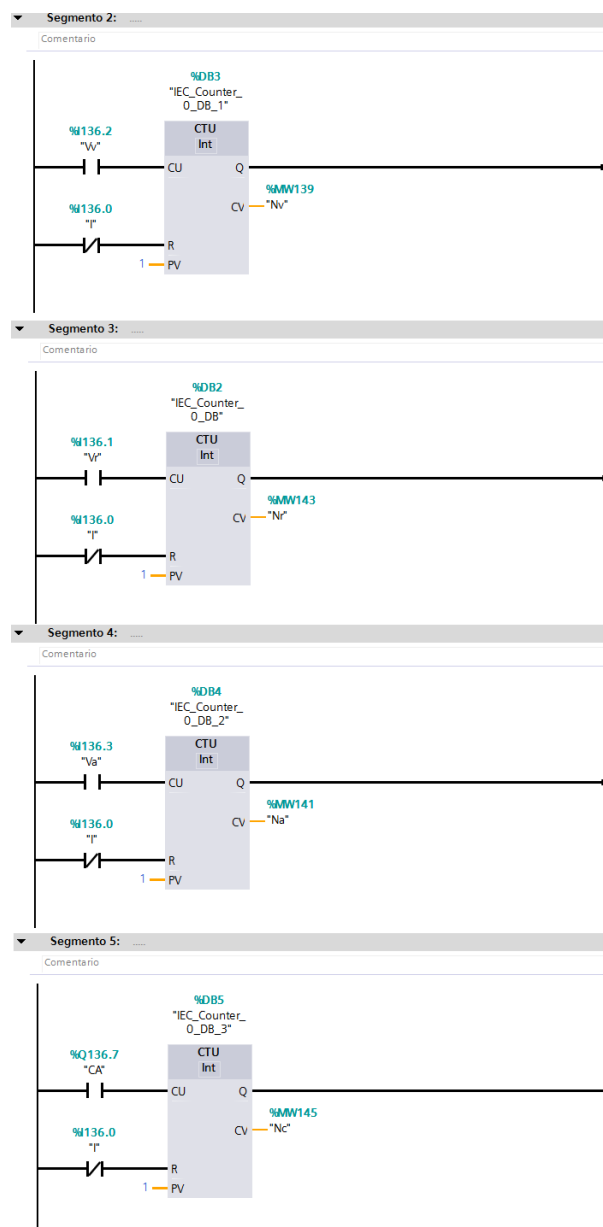 Segmento 2: .....
Comentario
%DB3
"IEC_Counter_
0_DB_1"
CTU
Int
%I136.2
"Vv"
CU Q
%MW139
CV "Nv"
%I136.0
"I"
R
1 PV
Segmento 3: .....
Comentario
%DB2
"IEC_Counter_
0_DB"
CTU
Int
%I136.1
"Vr"
CU Q
%MW143
CV "Nr"
%I136.0
"I"
R
1 PV
Segmento 4: .....
Comentario
%DB4
"IEC_Counter_
0_DB_2"
CTU
Int
%I136.3
"Va"
CU Q
%MW141
CV "Na"
%I136.0
"I"
R
1 PV
Segmento 5: .....
Comentario
%DB5
"IEC_Counter_
0_DB_3"
CTU
Int
%Q136.7
"CA"
CU Q
%MW145
CV "Nc"
%I136.0
"I"
R
1 PV